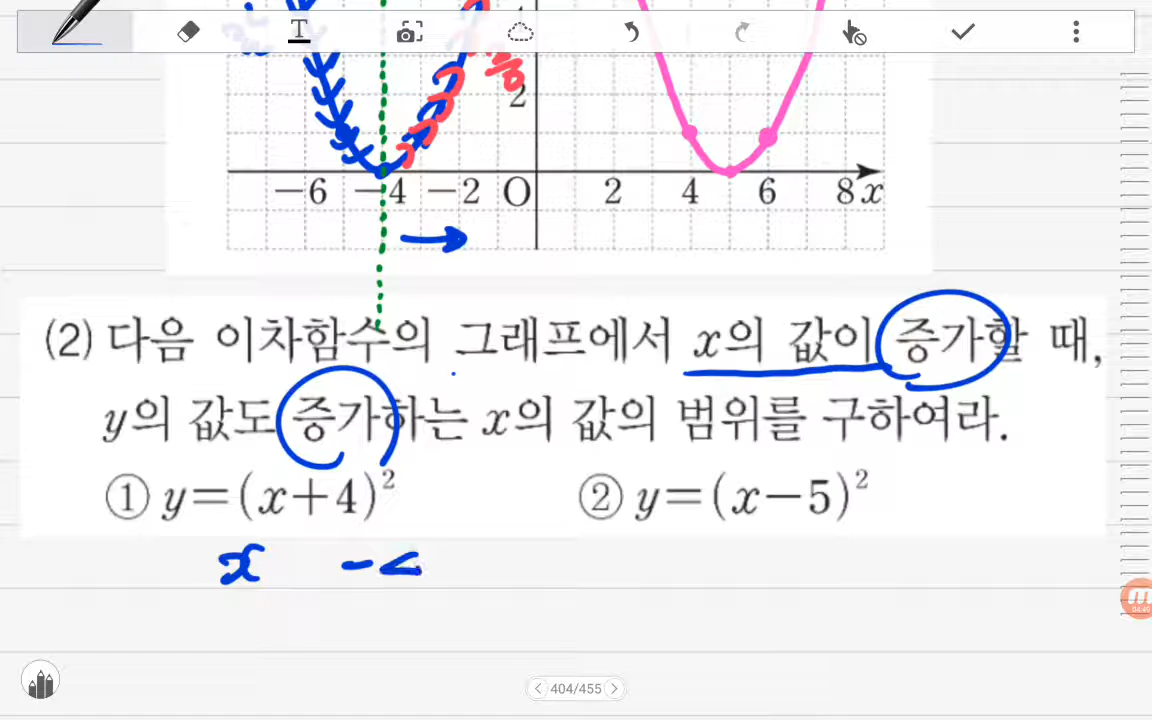 T
2
-6 -4 -2 O 2 4 6 8 x
(2) 다음 이차함수의 그래프에서 x의 값이 증가할 때,
y의 값도 증가하는 x의 값의 범위를 구하여라.
① y=(x+4)² ② y=(x-5)²
x
404/455